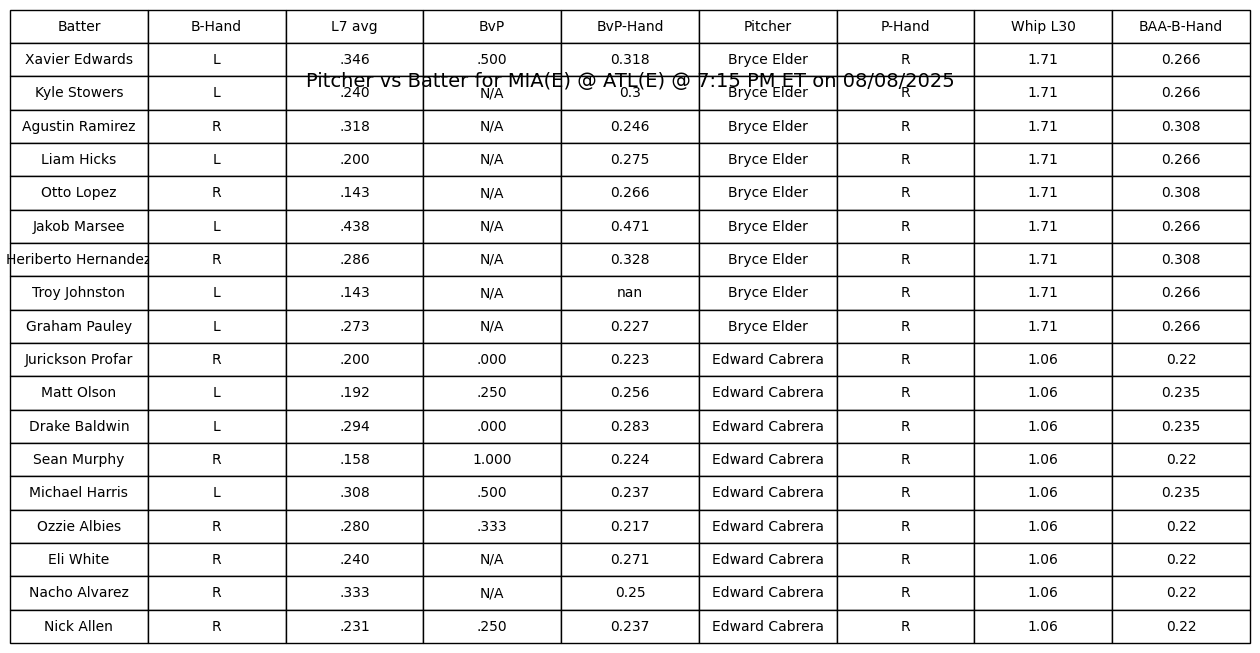 Batter B-Hand L7 avg BvP BvP-Hand Pitcher P-Hand Whip L30 BAA-B-Hand
Xavier Edwards L .346 .500 0.318 Bryce Elder R 1.71 0.266
Pitcher vs Batter for MIA(E) @ ATL(E) @ 7:15 PM ET on 08/08/2025
Kyle Stowers L .240 N/A 0.3 Bryce Elder R 1.71 0.266
Agustin Ramirez R .318 N/A 0.246 Bryce Elder R 1.71 0.308
Liam Hicks L .200 N/A 0.275 Bryce Elder R 1.71 0.266
Otto Lopez R .143 N/A 0.266 Bryce Elder R 1.71 0.308
Jakob Marsee L .438 N/A 0.471 Bryce Elder R 1.71 0.266
Heriberto Hernandez R .286 N/A 0.328 Bryce Elder R 1.71 0.308
Troy Johnston L .143 N/A nan Bryce Elder R 1.71 0.266
Graham Pauley L .273 N/A 0.227 Bryce Elder R 1.71 0.266
Jurickson Profar R .200 .000 0.223 Edward Cabrera R 1.06 0.22
Matt Olson L .192 .250 0.256 Edward Cabrera R 1.06 0.235
Drake Baldwin L .294 .000 0.283 Edward Cabrera R 1.06 0.235
Sean Murphy R .158 1.000 0.224 Edward Cabrera R 1.06 0.22
Michael Harris L .308 .500 0.237 Edward Cabrera R 1.06 0.235
Ozzie Albies R .280 .333 0.217 Edward Cabrera R 1.06 0.22
Eli White R .240 N/A 0.271 Edward Cabrera R 1.06 0.22
Nacho Alvarez R .333 N/A 0.25 Edward Cabrera R 1.06 0.22
Nick Allen R .231 .250 0.237 Edward Cabrera R 1.06 0.22